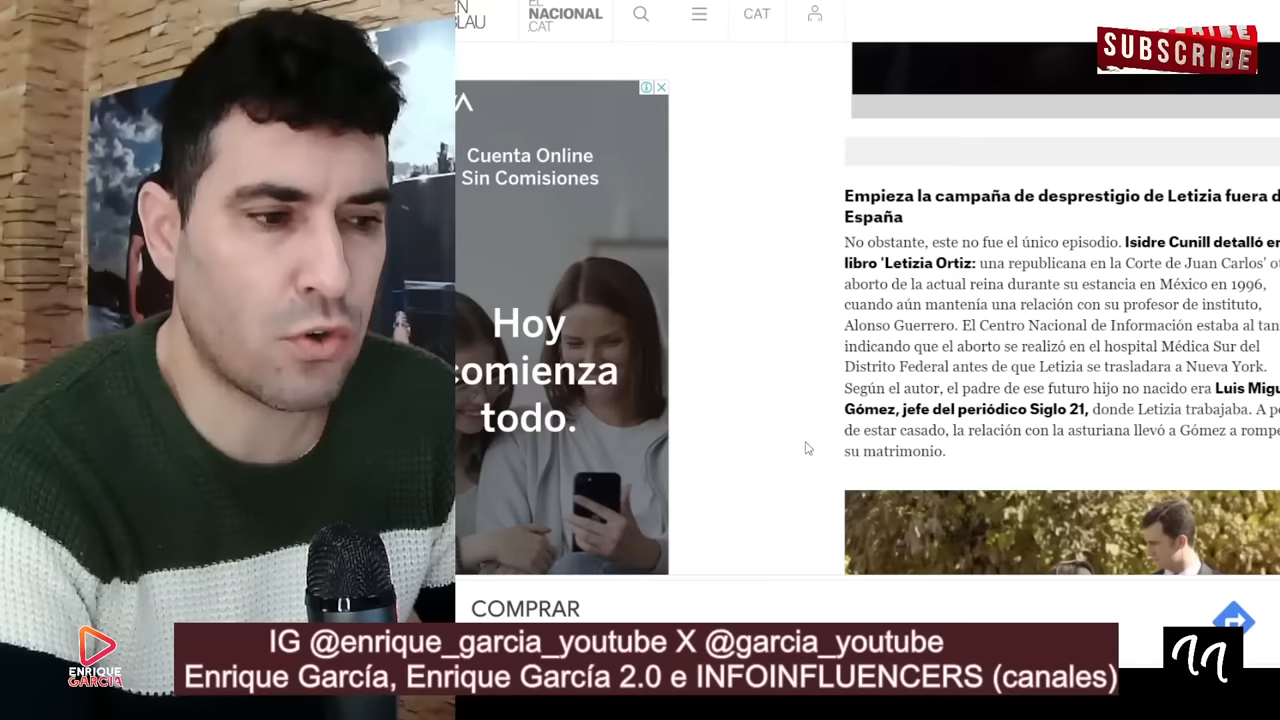 EN
BLAU
EL
NACIONAL
.CAT
CAT
SUBSCRIBE
Cuenta Online
Sin Comisiones
Hoy
comienza
todo.
Empieza la campaña de desprestigio de Letizia fuera d
España
No obstante, este no fue el único episodio. Isidre Cunill detalló en
libro 'Letizia Ortiz: una republicana en la Corte de Juan Carlos' ot
aborto de la actual reina durante su estancia en México en 1996,
cuando aún mantenía una relación con su profesor de instituto,
Alonso Guerrero. El Centro Nacional de Información estaba al tan
indicando que el aborto se realizó en el hospital Médica Sur del
Distrito Federal antes de que Letizia se trasladara a Nueva York.
Según el autor, el padre de ese futuro hijo no nacido era Luis Migu
Gómez, jefe del periódico Siglo 21, donde Letizia trabajaba. A p
de estar casado, la relación con la asturiana llevó a Gómez a rompe
su matrimonio.
COMPRAR
ENRIQUE
GARCÍA
IG @enrique_garcia_youtube X @garcia_youtube
Enrique García, Enrique García 2.0 e INFOINFLUENCERS (canales)